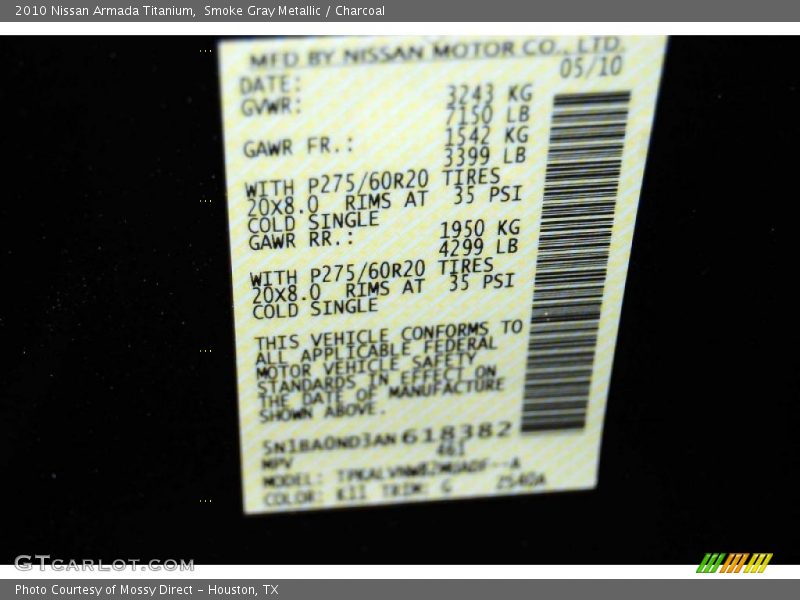 2010 Nissan Armada Titanium, Smoke Gray Metallic / Charcoal
MFD BY NISSAN MOTOR CO., LTD.
DATE: 05/10
GVWR: 3243 KG
7150 LB
GAWR FR.: 1542 KG
3399 LB
WITH P275/60R20 TIRES
20X8.0 RIMS AT 35 PSI
COLD SINGLE
GAWR RR.: 1950 KG
4299 LB
WITH P275/60R20 TIRES
20X8.0 RIMS AT 35 PSI
COLD SINGLE
THIS VEHICLE CONFORMS TO
ALL APPLICABLE FEDERAL
MOTOR VEHICLE SAFETY
STANDARDS IN EFFECT ON
THE DATE OF MANUFACTURE
SHOWN ABOVE.
5N1BA0ND3AN618382
461
MPV
MODEL:
COLOR: K11 TRIM: G
GTCARLOT.COM
Photo Courtesy of Mossy Direct – Houston, TX